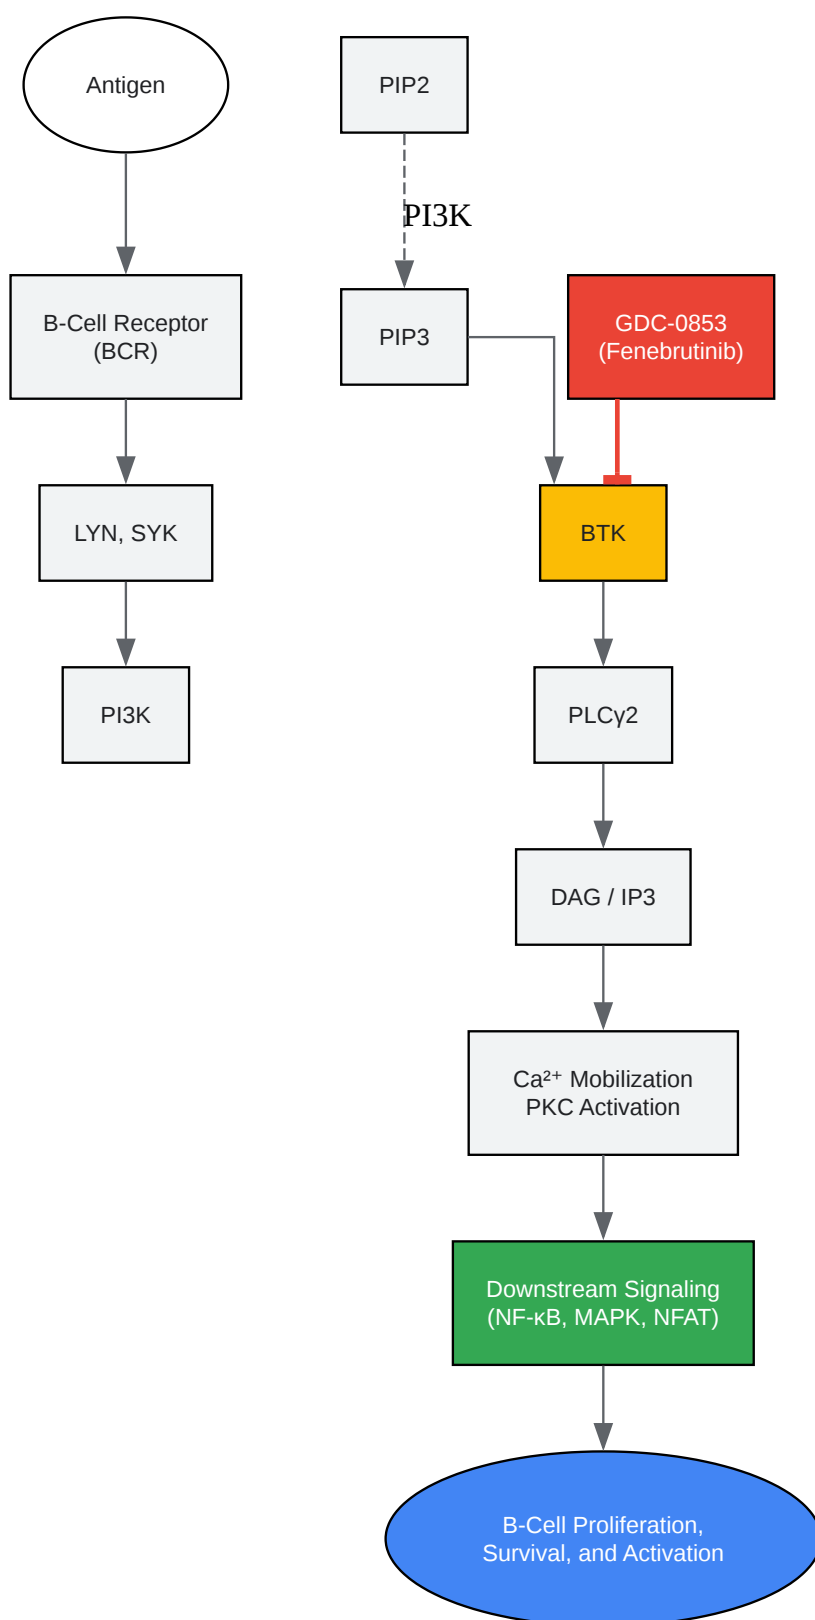 Antigen
PIP2
PI3K
B-Cell Receptor
(BCR)
PIP3
GDC-0853
(Fenebrutinib)
LYN, SYK
BTK
PI3K
PLCγ2
DAG / IP3
Ca²⁺ Mobilization
PKC Activation
Downstream Signaling
(NF-κB, MAPK, NFAT)
B-Cell Proliferation,
Survival, and Activation